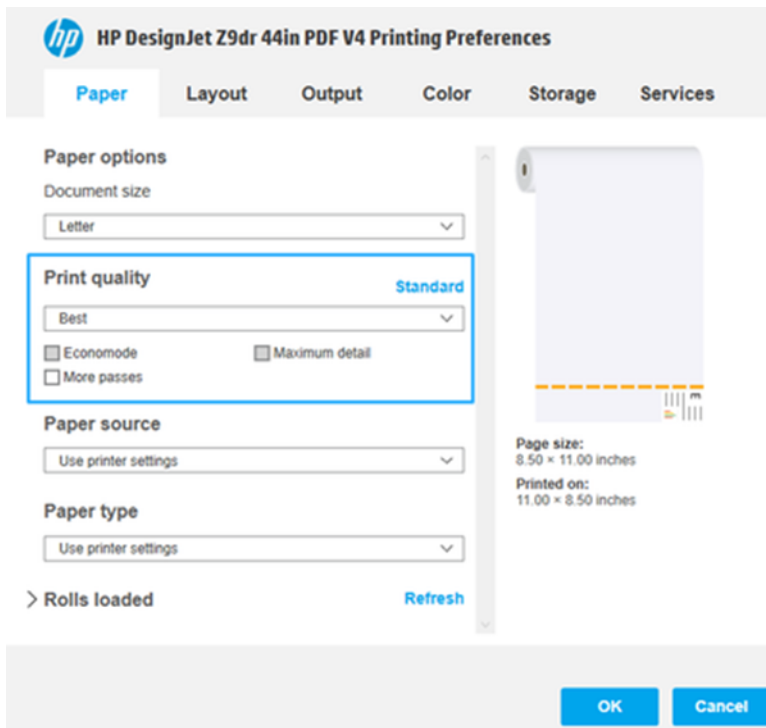 hp HP DesignJet Z9dr 44in PDF V4 Printing Preferences
Paper Layout Output Color Storage Services
Paper options
Document size
Letter
Print quality
Standard
Best
Economode Maximum detail
More passes
Paper source
Use printer settings
Paper type
Use printer settings
Rolls loaded Refresh
Page size:
8.50 × 11.00 inches
Printed on:
11.00 × 8.50 inches
OK Cancel